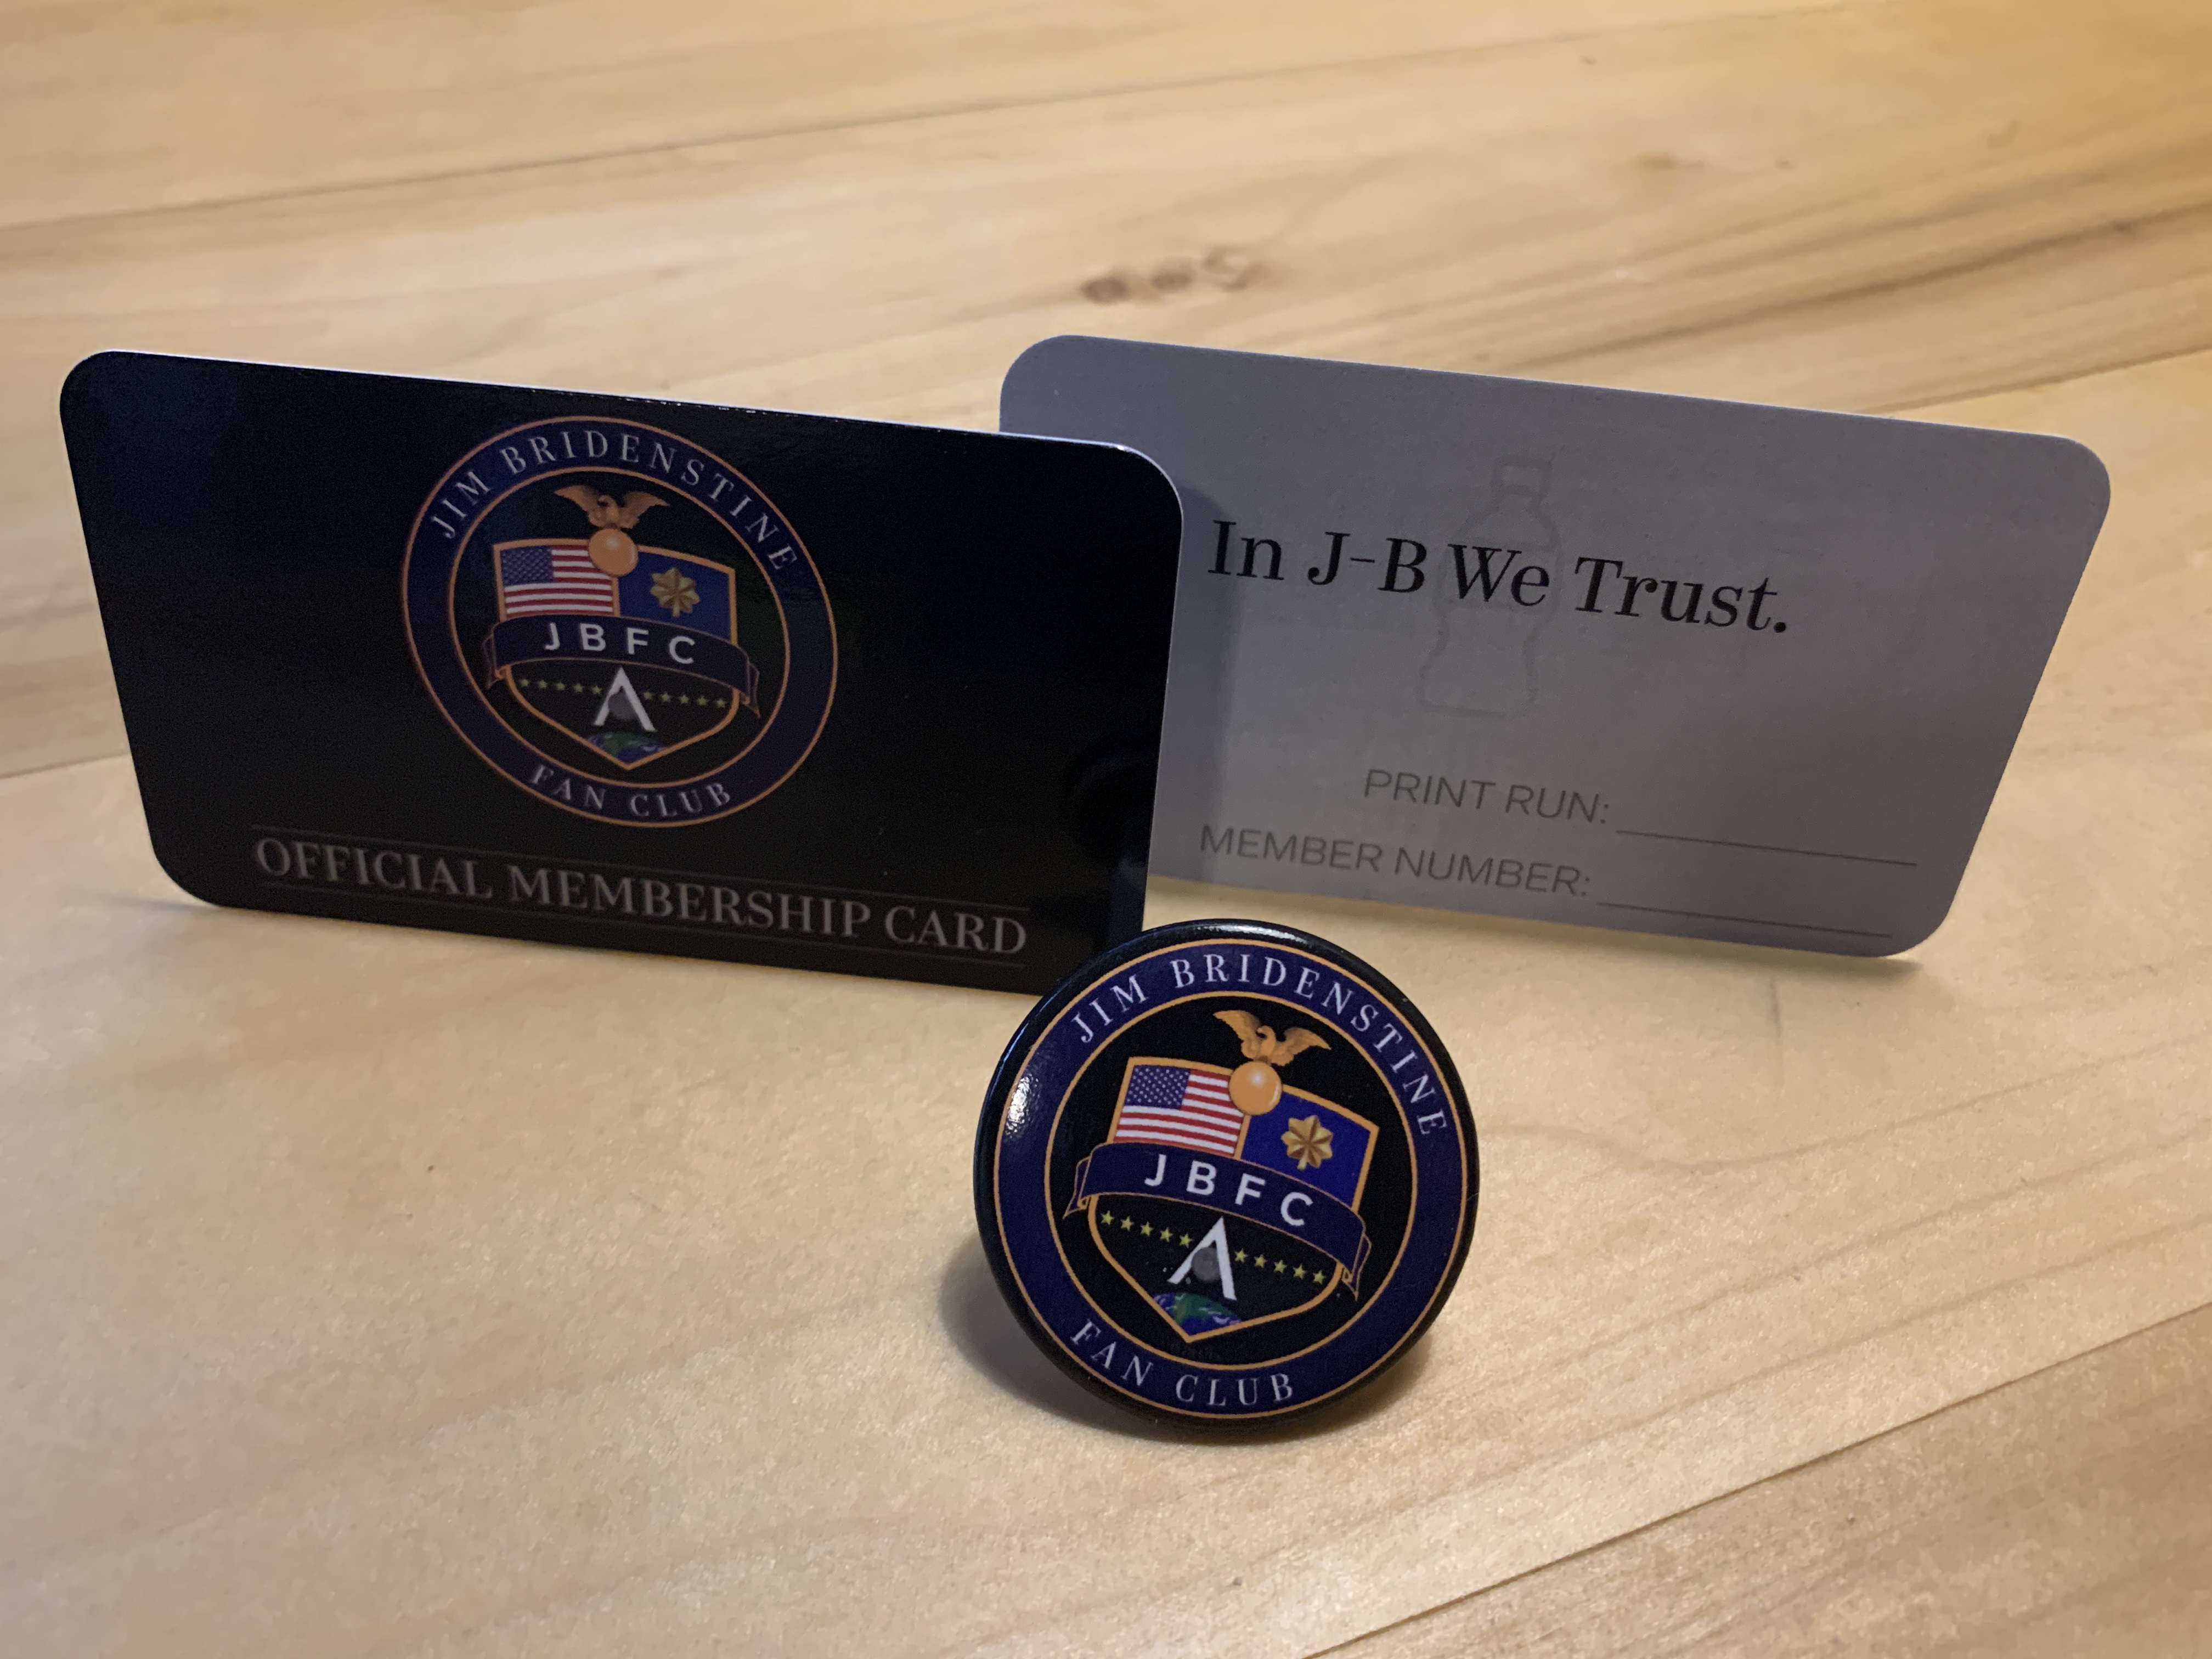 JIM BRIDENSTINE
JBFC
FAN CLUB
OFFICIAL MEMBERSHIP CARD
In J-B We Trust.
PRINT RUN:
MEMBER NUMBER:
JIM BRIDENSTINE
JBFC
FAN CLUB